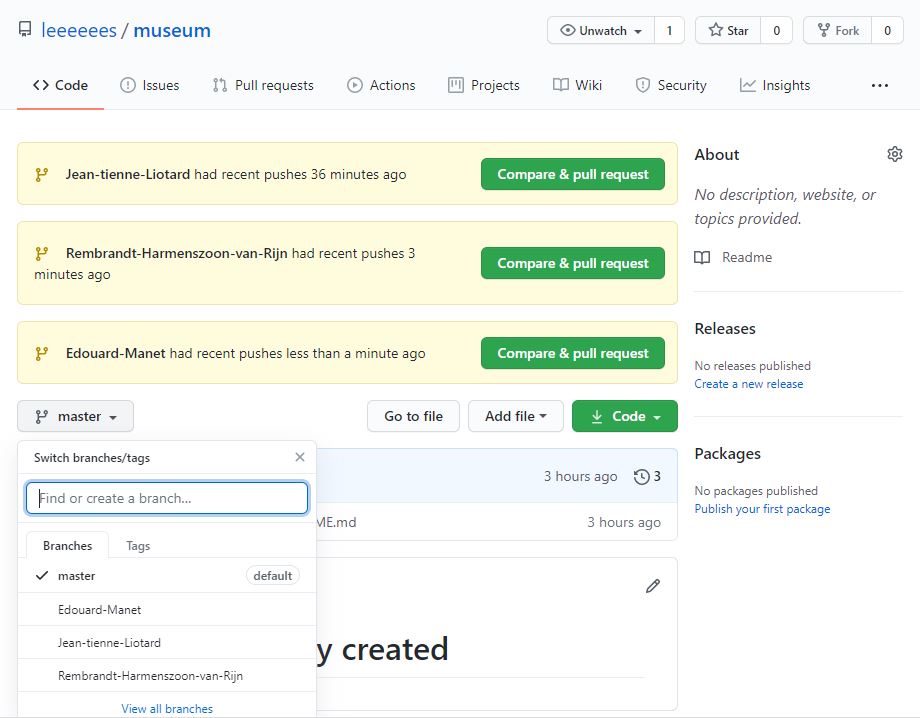 leeeeees / museum
Unwatch 1 Star 0 Fork 0
Code Issues Pull requests Actions Projects Wiki Security Insights ...
Jean-tienne-Liotard had recent pushes 36 minutes ago
Compare & pull request
Rembrandt-Harmenszoon-van-Rijn had recent pushes 3
minutes ago
Compare & pull request
Edouard-Manet had recent pushes less than a minute ago
Compare & pull request
master Go to file Add file Code
Switch branches/tags
Find or create a branch...
Branches Tags
master default
Edouard-Manet
Jean-tienne-Liotard
Rembrandt-Harmenszoon-van-Rijn
View all branches
3 hours ago 3
ME.md 3 hours ago
y created
About
No description, website, or
topics provided.
Readme
Releases
No releases published
Create a new release
Packages
No packages published
Publish your first package